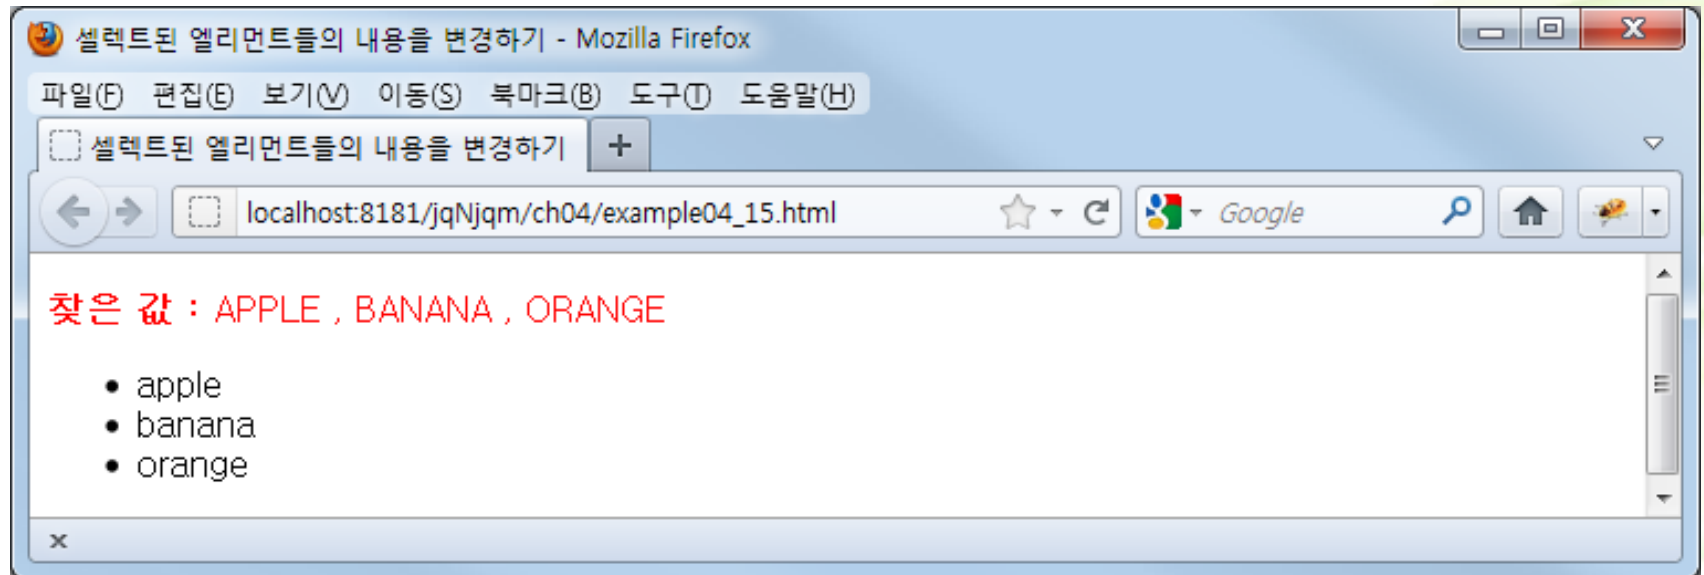 셀렉트된 엘리먼트들의 내용을 변경하기 - Mozilla Firefox
파일(F) 편집(E) 보기(V) 이동(S) 북마크(B) 도구(T) 도움말(H)
셀렉트된 엘리먼트들의 내용을 변경하기
localhost:8181/jqNjqm/ch04/example04_15.html Google
찾은 값 : APPLE , BANANA , ORANGE
• apple
• banana
• orange